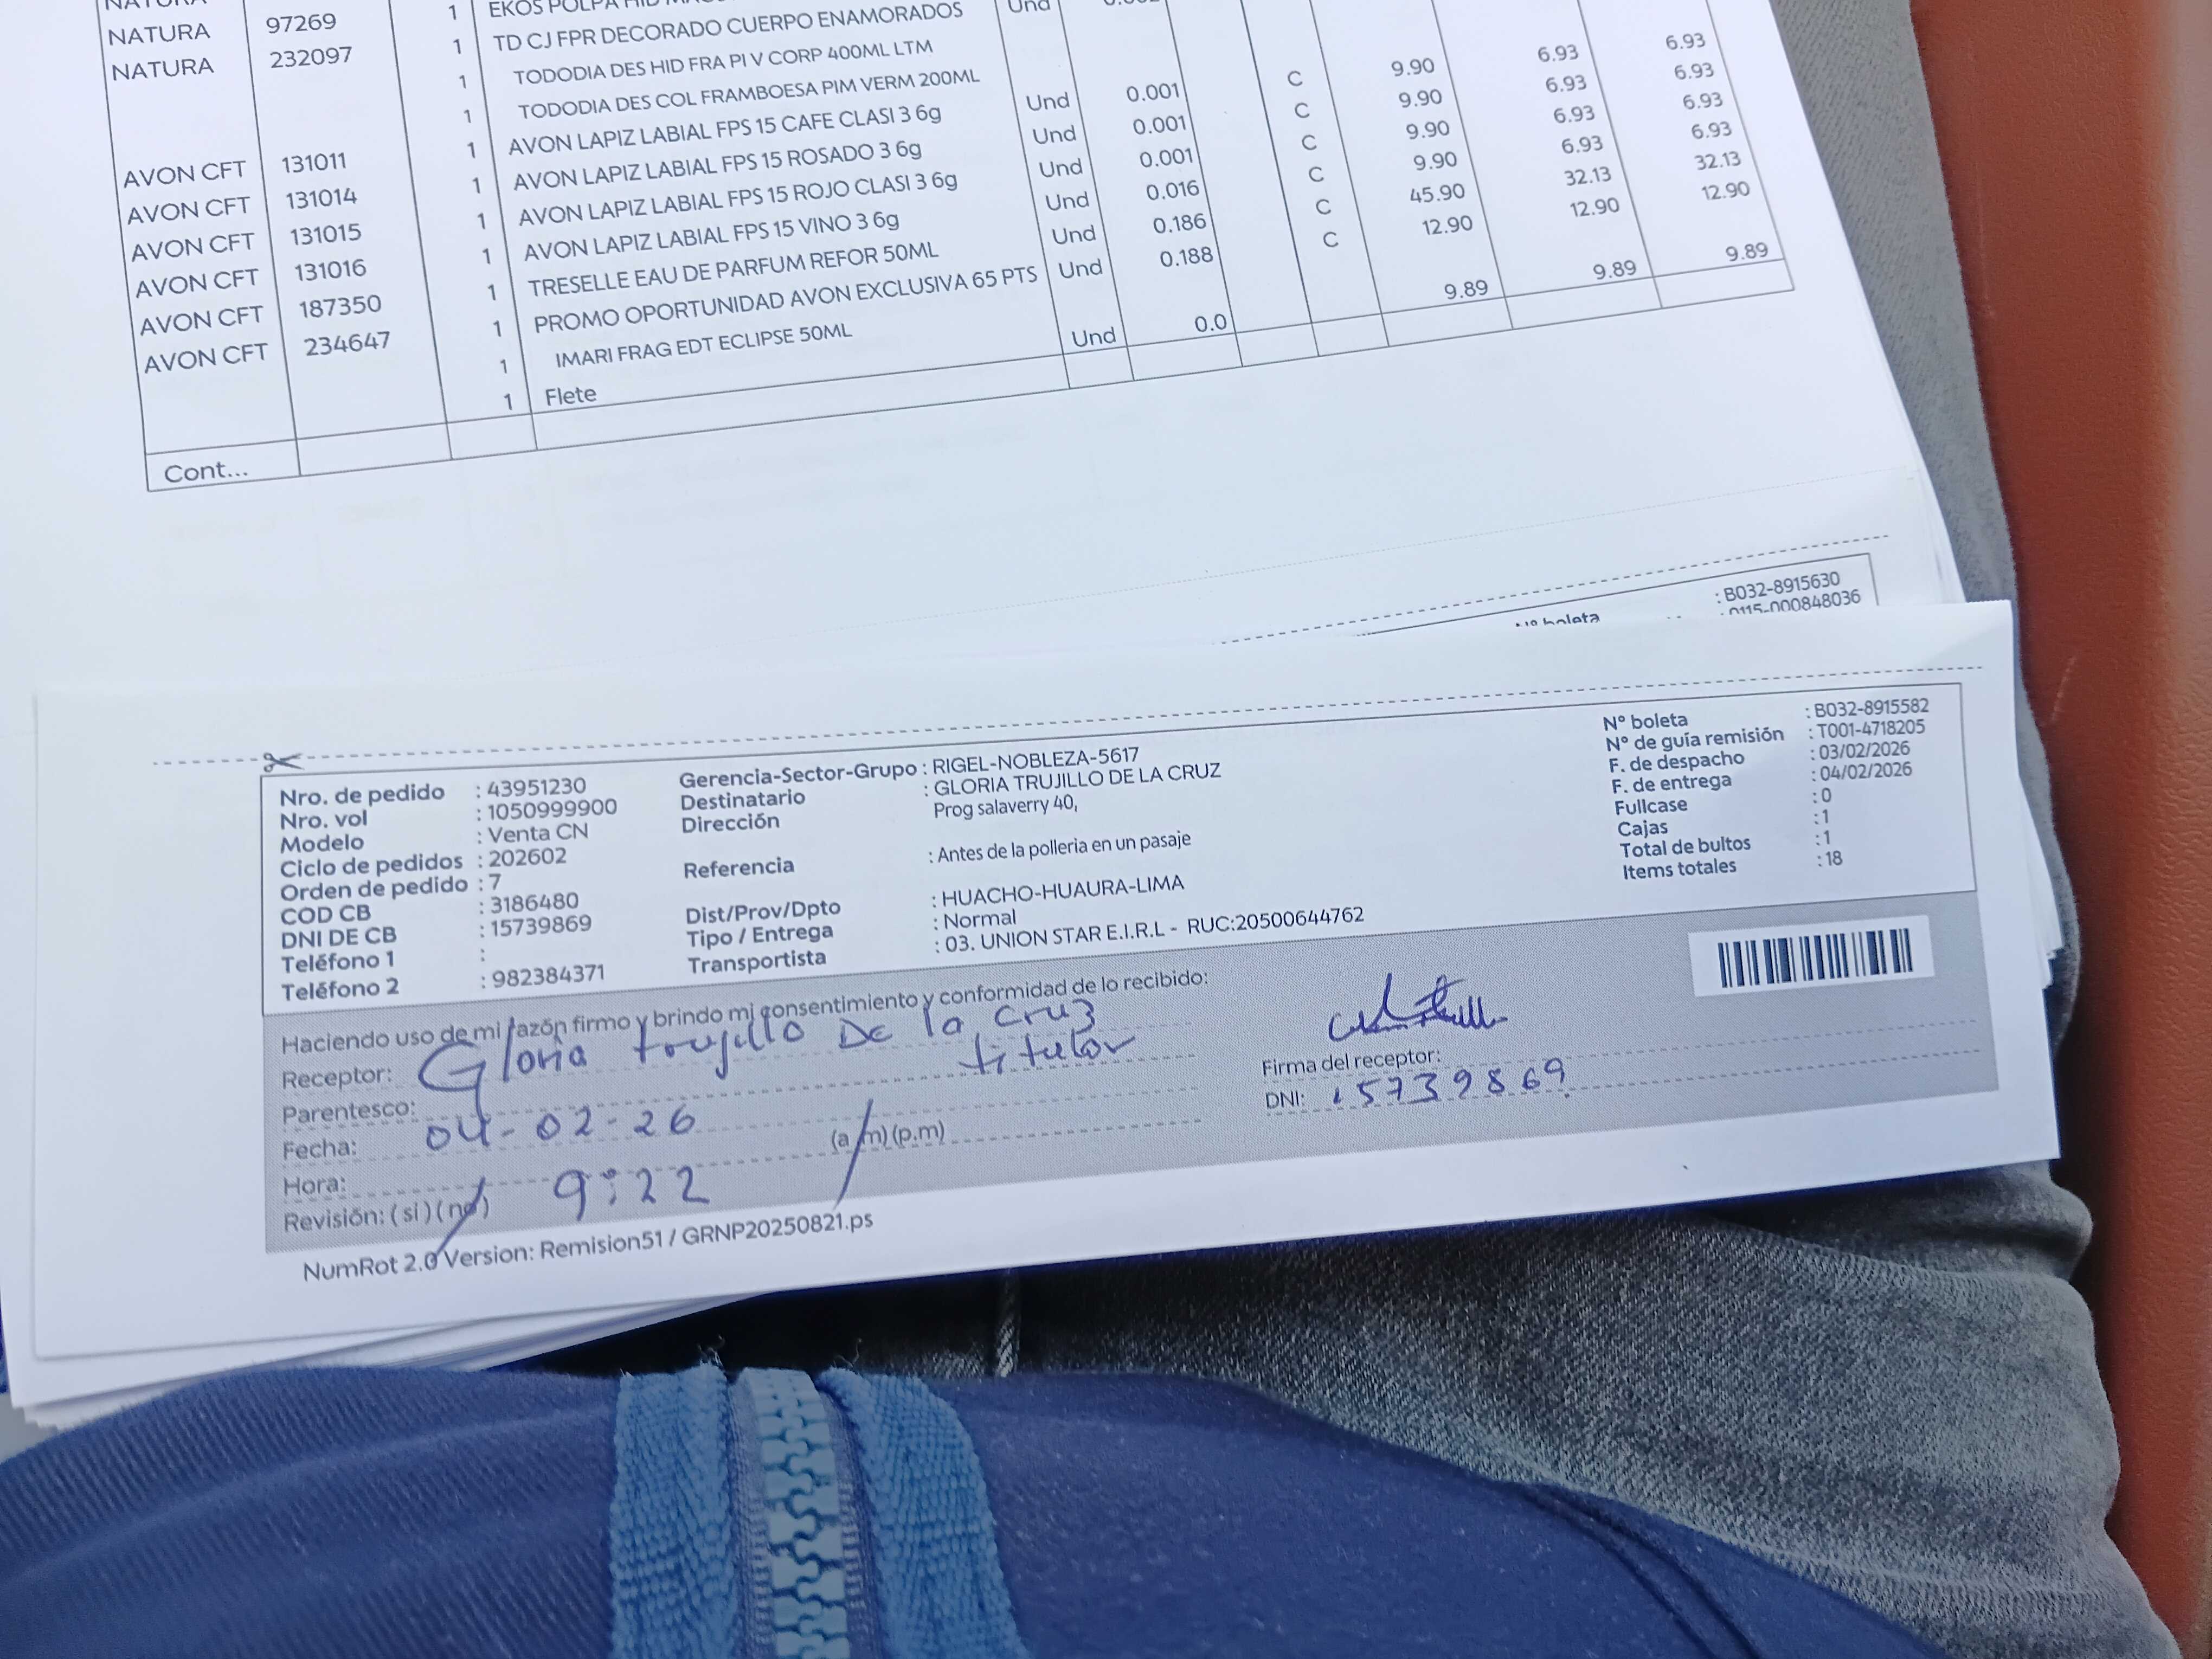 NATURA 97269 1 TD CJ FPR DECORADO CUERPO ENAMORADOS Und
NATURA 232097 1 TODODIA DES HID FRA PI V CORP 400ML LTM
1 TODODIA DES COL FRAMBOESA PIM VERM 200ML
AVON CFT 131011 1 AVON LAPIZ LABIAL FPS 15 CAFE CLASI 3 6g Und 0.001 C 9.90 6.93 6.93
AVON CFT 131014 1 AVON LAPIZ LABIAL FPS 15 ROSADO 3 6g Und 0.001 C 9.90 6.93 6.93
AVON CFT 131015 1 AVON LAPIZ LABIAL FPS 15 ROJO CLASI 3 6g Und 0.001 C 9.90 6.93 6.93
AVON CFT 131016 1 AVON LAPIZ LABIAL FPS 15 VINO 3 6g Und 0.016 C 9.90 6.93 6.93
AVON CFT 187350 1 TRESELLE EAU DE PARFUM REFOR 50ML Und 0.186 C 45.90 32.13 32.13
AVON CFT 234647 1 PROMO OPORTUNIDAD AVON EXCLUSIVA 65 PTS Und 0.188 C 12.90 12.90 12.90
1 IMARI FRAG EDT ECLIPSE 50ML
1 Flete Und 0.0 9.89 9.89 9.89
Cont...
Nº boleta : B032-8915630
: 0115-000848036
Nro. de pedido : 43951230
Nro. vol : 1050999900
Modelo : Venta CN
Ciclo de pedidos : 202602
Orden de pedido : 7
COD CB : 3186480
DNI DE CB : 15739869
Teléfono 1 :
Teléfono 2 : 982384371
Gerencia-Sector-Grupo : RIGEL-NOBLEZA-5617
Destinatario : GLORIA TRUJILLO DE LA CRUZ
Dirección Prog salaverry 40,
Referencia : Antes de la polleria en un pasaje
Dist/Prov/Dpto : HUACHO-HUAURA-LIMA
Tipo / Entrega : Normal
Transportista : 03. UNION STAR E.I.R.L - RUC:20500644762
Nº boleta : B032-8915582
Nº de guía remisión : T001-4718205
F. de despacho : 03/02/2026
F. de entrega : 04/02/2026
Fullcase : 0
Cajas : 1
Total de bultos : 1
Items totales : 18
Haciendo uso de mi razón firmo y brindo mi consentimiento y conformidad de lo recibido:
Receptor: Gloria Trujillo De la Cruz
Parentesco: titular
Fecha: 04-02-26
Hora: 9:22 (a.m)(p.m)
Revisión: (si) (no)
Firma del receptor:
DNI: 15739869
NumRot 2.0 Version: Remision51 / GRNP20250821.ps